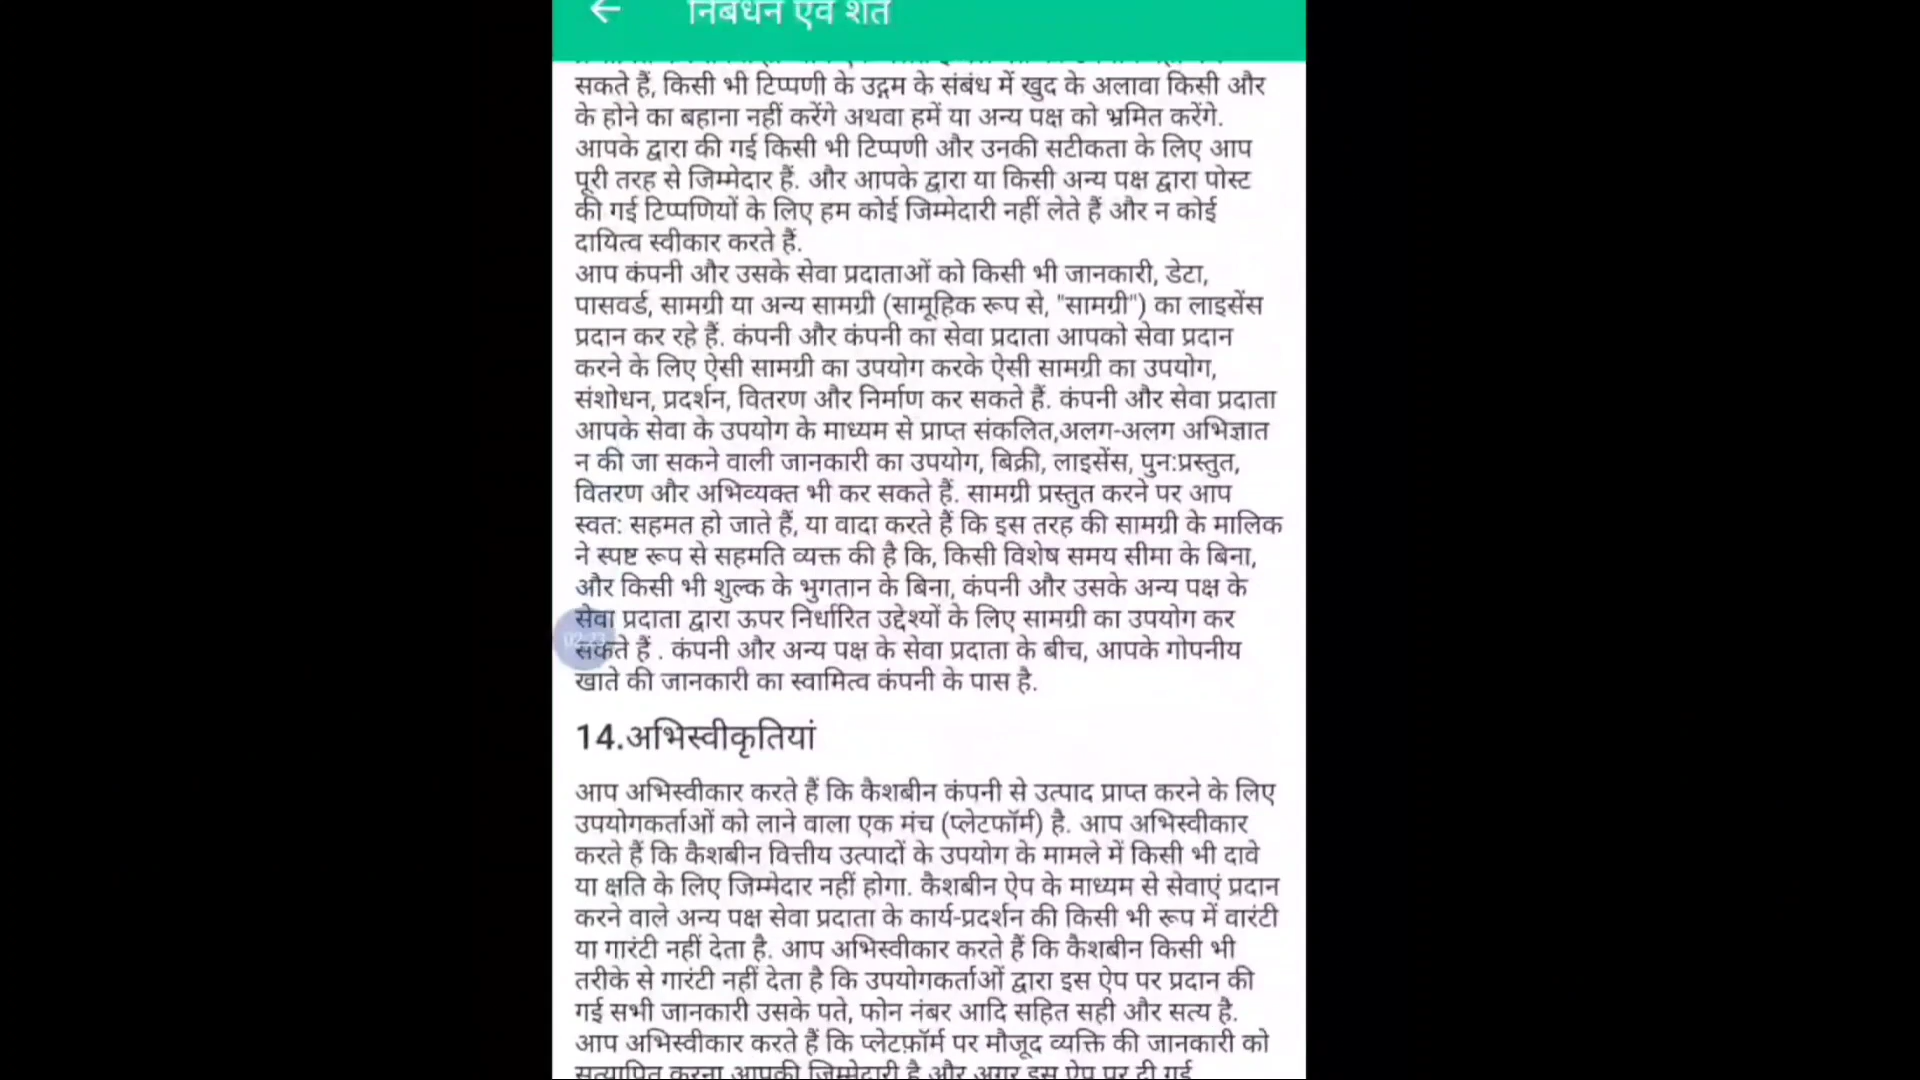 निबंधन एवं शर्तें
सकते हैं, किसी भी टिप्पणी के उद्गम के संबंध में खुद के अलावा किसी और
के होने का बहाना नहीं करेंगे अथवा हमें या अन्य पक्ष को भ्रमित करेंगे.
आपके द्वारा की गई किसी भी टिप्पणी और उनकी सटीकता के लिए आप
पूरी तरह से जिम्मेदार हैं. और आपके द्वारा या किसी अन्य पक्ष द्वारा पोस्ट
की गई टिप्पणियों के लिए हम कोई जिम्मेदारी नहीं लेते हैं और न कोई
दायित्व स्वीकार करते हैं.
आप कंपनी और उसके सेवा प्रदाताओं को किसी भी जानकारी, डेटा,
पासवर्ड, सामग्री या अन्य सामग्री (सामूहिक रूप से, "सामग्री") का लाइसेंस
प्रदान कर रहे हैं. कंपनी और कंपनी का सेवा प्रदाता आपको सेवा प्रदान
करने के लिए ऐसी सामग्री का उपयोग करके ऐसी सामग्री का उपयोग,
संशोधन, प्रदर्शन, वितरण और निर्माण कर सकते हैं. कंपनी और सेवा प्रदाता
आपके सेवा के उपयोग के माध्यम से प्राप्त संकलित,अलग-अलग अभिज्ञात
न की जा सकने वाली जानकारी का उपयोग, बिक्री, लाइसेंस, पुन:प्रस्तुत,
वितरण और अभिव्यक्त भी कर सकते हैं. सामग्री प्रस्तुत करने पर आप
स्वत: सहमत हो जाते हैं, या वादा करते हैं कि इस तरह की सामग्री के मालिक
ने स्पष्ट रूप से सहमति व्यक्त की है कि, किसी विशेष समय सीमा के बिना,
और किसी भी शुल्क के भुगतान के बिना, कंपनी और उसके अन्य पक्ष के
सेवा प्रदाता द्वारा ऊपर निर्धारित उद्देश्यों के लिए सामग्री का उपयोग कर
सकते हैं . कंपनी और अन्य पक्ष के सेवा प्रदाता के बीच, आपके गोपनीय
खाते की जानकारी का स्वामित्व कंपनी के पास है.
14.अभिस्वीकृतियां
आप अभिस्वीकार करते हैं कि कैशबीन कंपनी से उत्पाद प्राप्त करने के लिए
उपयोगकर्ताओं को लाने वाला एक मंच (प्लेटफॉर्म) है. आप अभिस्वीकार
करते हैं कि कैशबीन वित्तीय उत्पादों के उपयोग के मामले में किसी भी दावे
या क्षति के लिए जिम्मेदार नहीं होगा. कैशबीन ऐप के माध्यम से सेवाएं प्रदान
करने वाले अन्य पक्ष सेवा प्रदाता के कार्य-प्रदर्शन की किसी भी रूप में वारंटी
या गारंटी नहीं देता है. आप अभिस्वीकार करते हैं कि कैशबीन किसी भी
तरीके से गारंटी नहीं देता है कि उपयोगकर्ताओं द्वारा इस ऐप पर प्रदान की
गई सभी जानकारी उसके पते, फोन नंबर आदि सहित सही और सत्य है.
आप अभिस्वीकार करते हैं कि प्लेटफ़ॉर्म पर मौजूद व्यक्ति की जानकारी को
सत्यापित करना आपकी जिम्मेदारी है और अगर इस ऐप पर दी गई